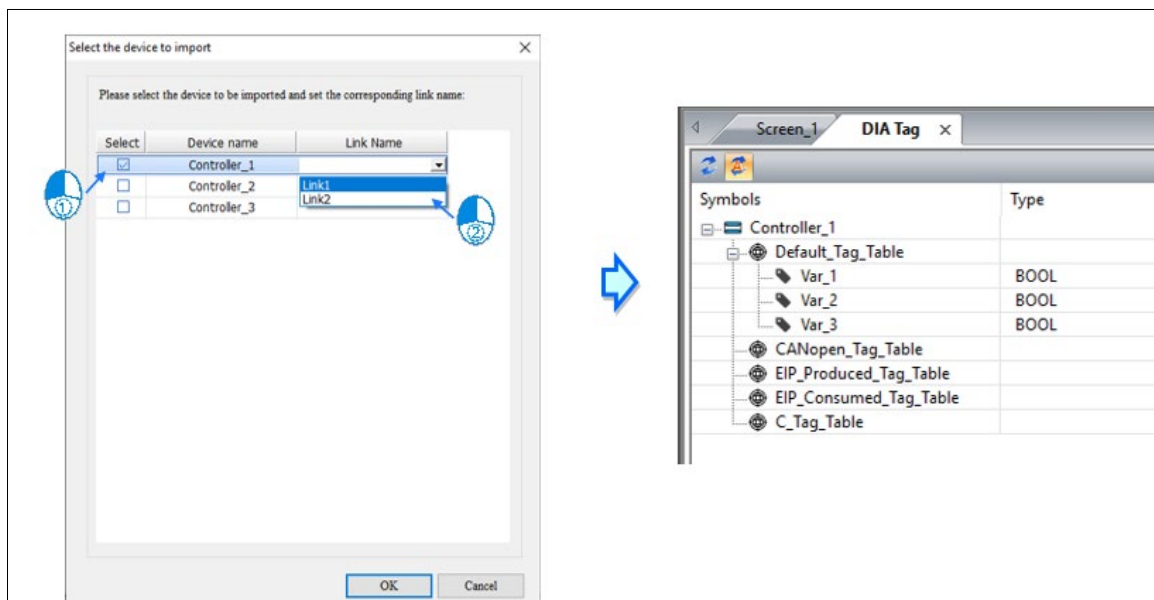 Select the device to import
Please select the device to be imported and set the corresponding link name:
Select Device name Link Name
Controller_1
Controller_2 Link1
Link2
Controller_3
①
②
OK Cancel
Screen_1 DIA Tag
Symbols Type
Controller_1
Default_Tag_Table
Var_1 BOOL
Var_2 BOOL
Var_3 BOOL
CANopen_Tag_Table
EIP_Produced_Tag_Table
EIP_Consumed_Tag_Table
C_Tag_Table